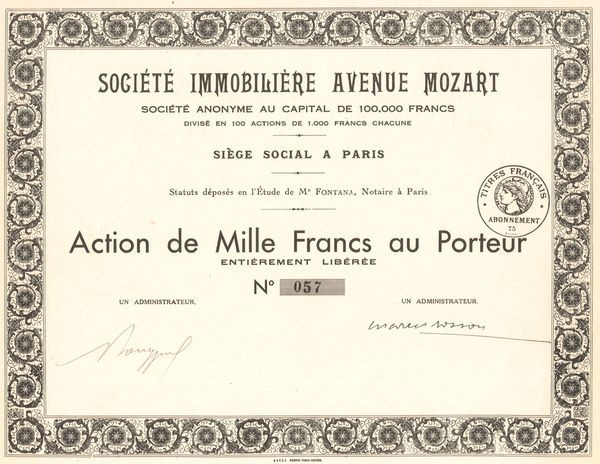 SOCIÉTÉ IMMOBILIÈRE AVENUE MOZART
SOCIÉTÉ ANONYME AU CAPITAL DE 100.000 FRANCS
DIVISÉ EN 100 ACTIONS DE 1.000 FRANCS CHACUNE
SIÈGE SOCIAL A PARIS
Statuts déposés en l'Étude de Me FONTANA, Notaire à Paris
TITRES FRANÇAIS
ABONNEMENT
75
Action de Mille Francs au Porteur
ENTIÈREMENT LIBÉRÉE
No 057
UN ADMINISTRATEUR.
UN ADMINISTRATEUR.